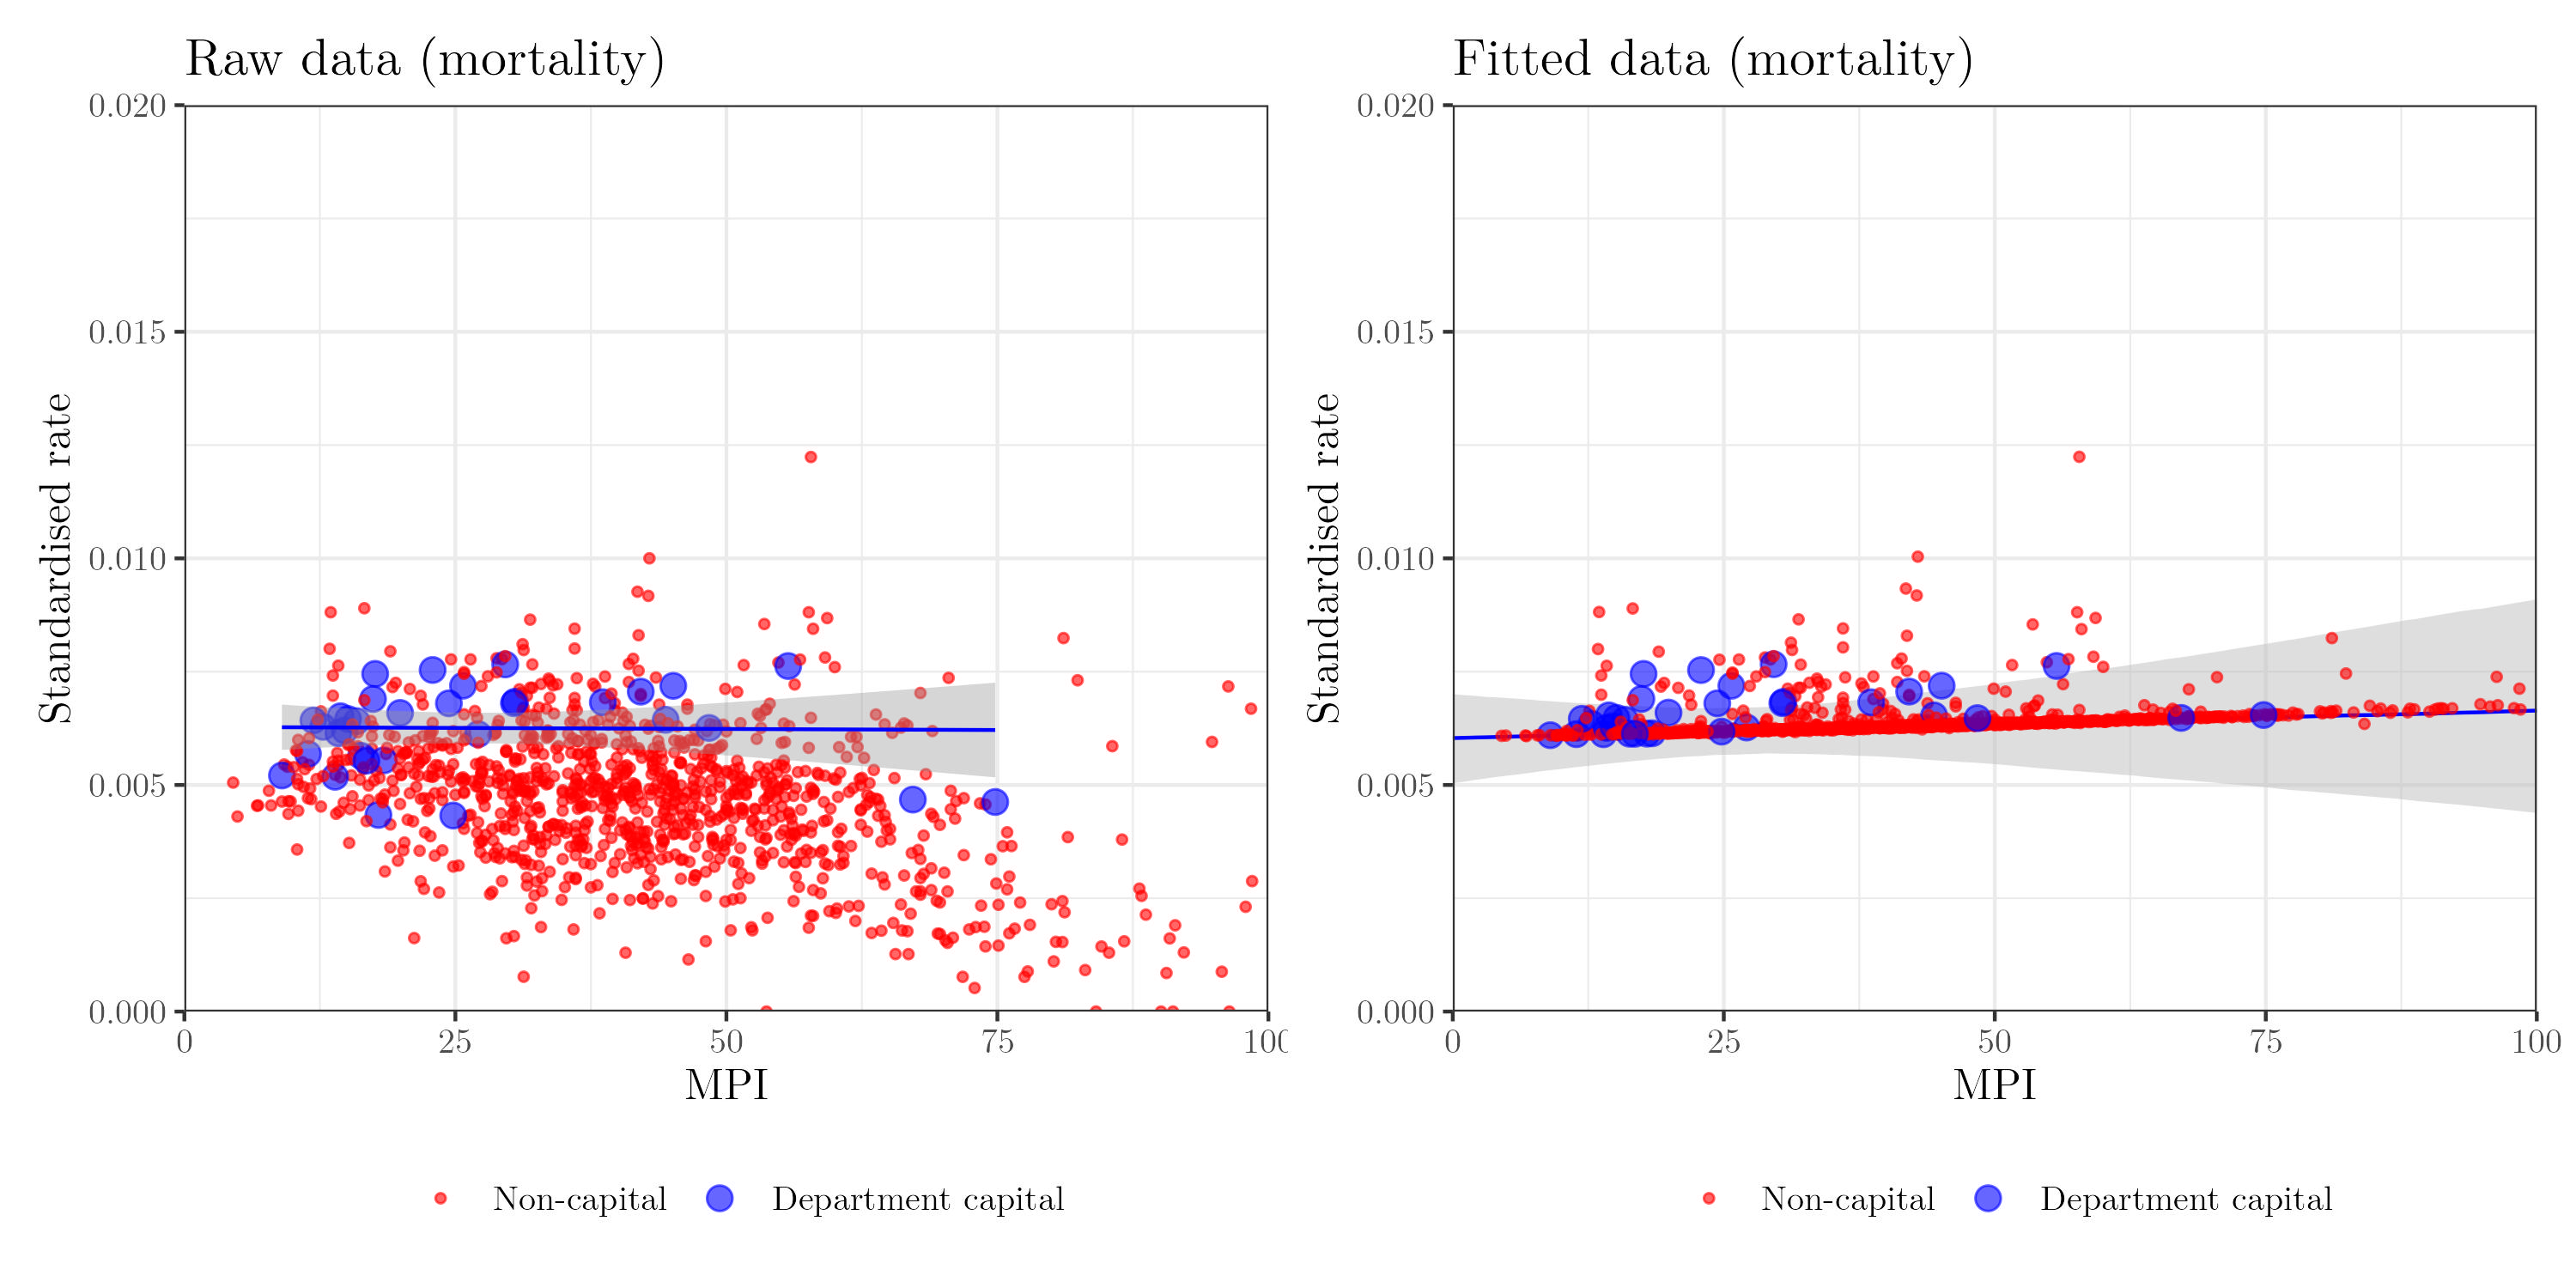 Raw data (mortality)
0.020
0.015
0.010
0.005
0.000
Standardised rate
0
25
50
75
100
MPI
Non-capital
Department capital
Fitted data (mortality)
0.020
0.015
0.010
0.005
0.000
Standardised rate
0
25
50
75
100
MPI
Non-capital
Department capital